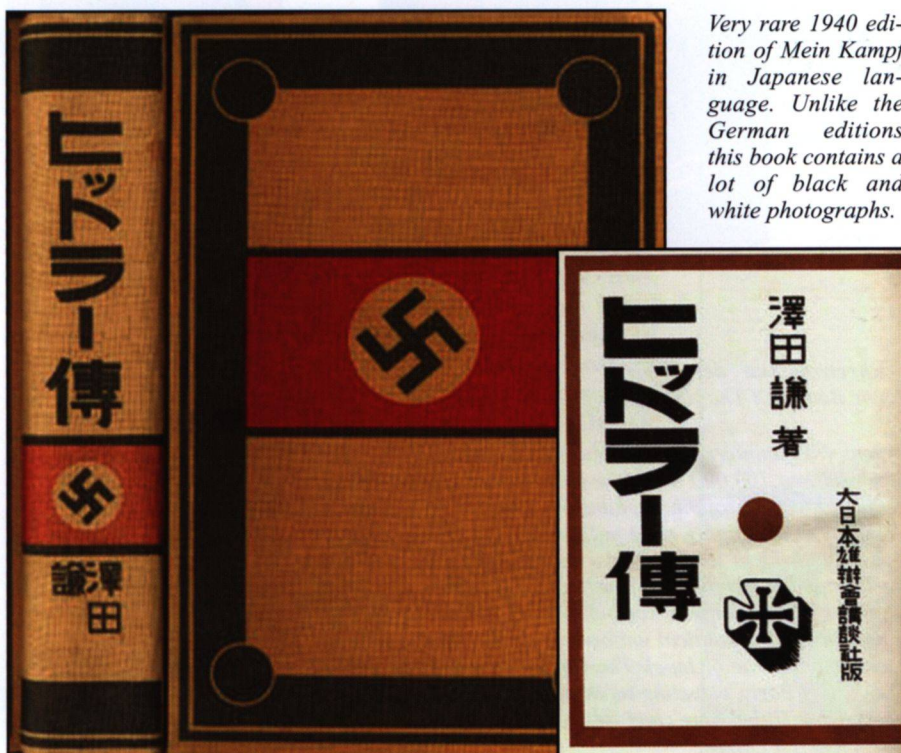 Very rare 1940 edi-
tion of Mein Kampf
in Japanese lan-
guage. Unlike the
German editions
this book contains a
lot of black and
white photographs.
ヒットラー傳
澤田
謙
澤田謙著
ヒットラー傳
大日本雄辯會講談社版